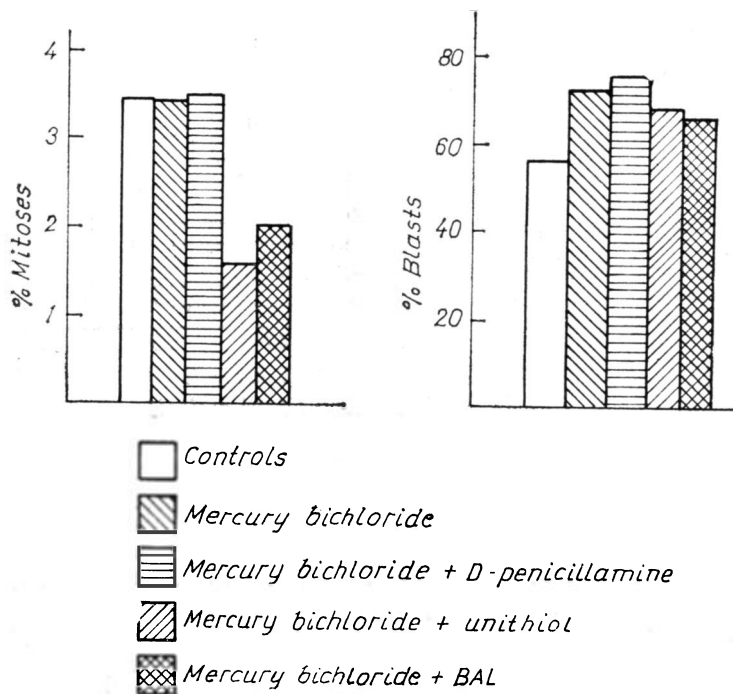 4
3
2
1
% Mitoses
80
60
40
20
% Blasts
Controls
Mercury bichloride
Mercury bichloride + D-penicillamine
Mercury bichloride + unithiol
Mercury bichloride + BAL